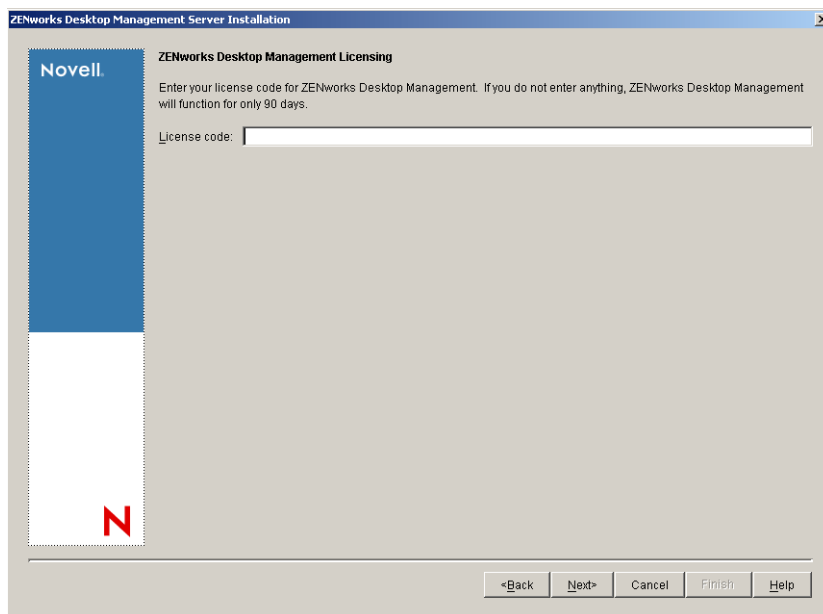 ZENworks Desktop Management Server Installation
Novell.
ZENworks Desktop Management Licensing
Enter your license code for ZENworks Desktop Management. If you do not enter anything, ZENworks Desktop Management
will function for only 90 days.
License code:
N
<Back Next> Cancel Finish Help